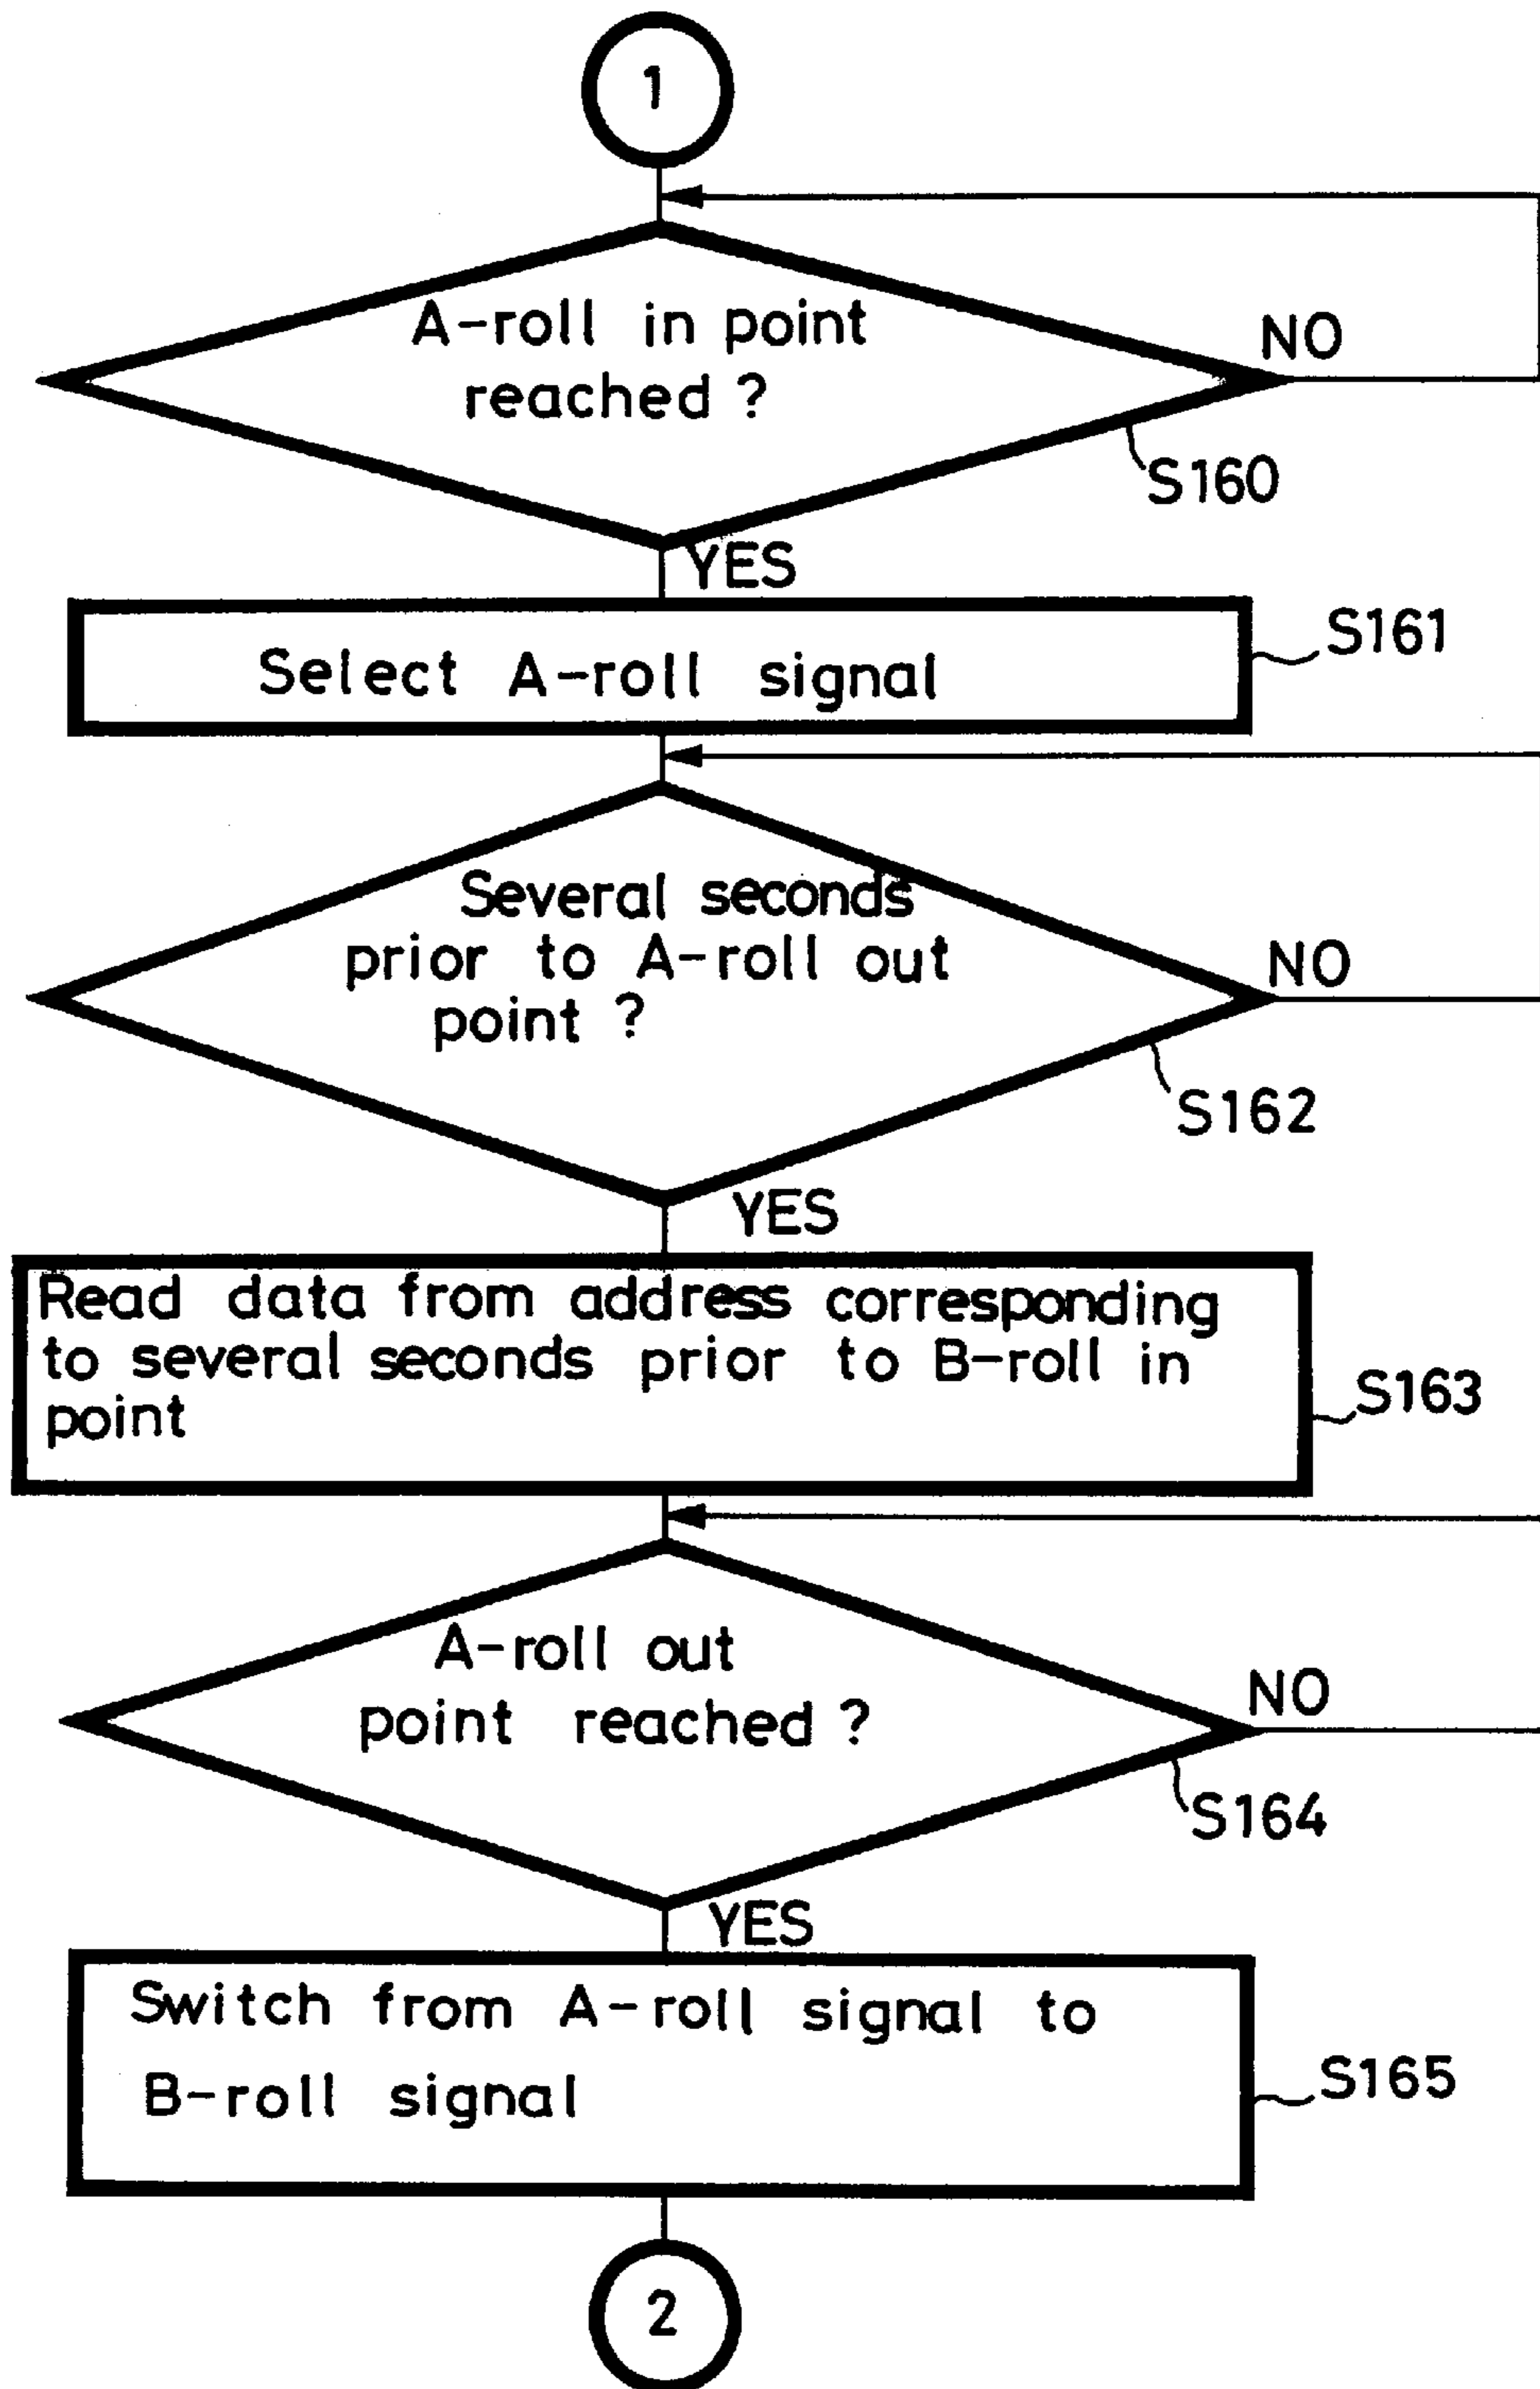 1
A-roll in point
reached ?
NO
S160
YES
Select A-roll signal
S161
Several seconds
prior to A-roll out
point ?
NO
S162
YES
Read data from address corresponding
to several seconds prior to B-roll in
point
S163
A-roll out
point reached ?
NO
S164
YES
Switch from A-roll signal to
B-roll signal
S165
2